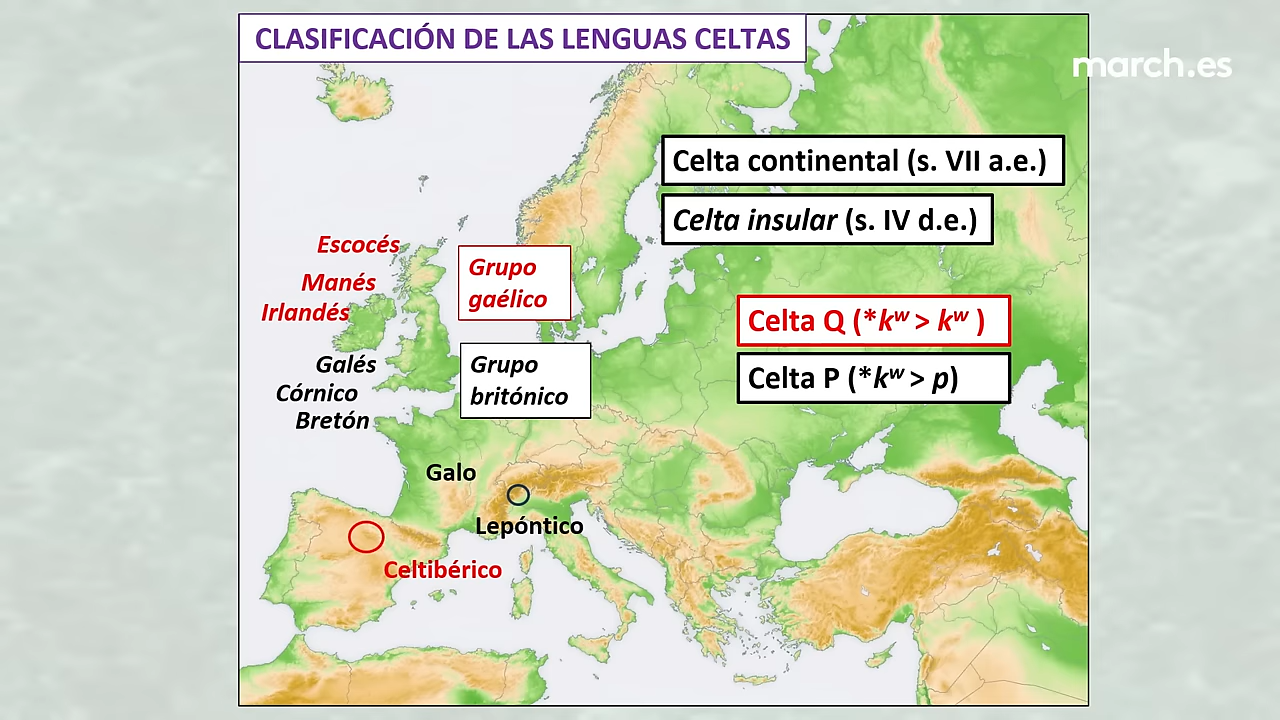 CLASIFICACIÓN DE LAS LENGUAS CELTAS
march.es
Celta continental (s. VII a.e.)
Celta insular (s. IV d.e.)
Escocés
Manés
Irlandés
Grupo
gaélico
Celta Q (*kʷ > kʷ )
Celta P (*kʷ > p)
Galés
Córnico
Bretón
Grupo
britónico
Galo
Lepóntico
Celtibérico